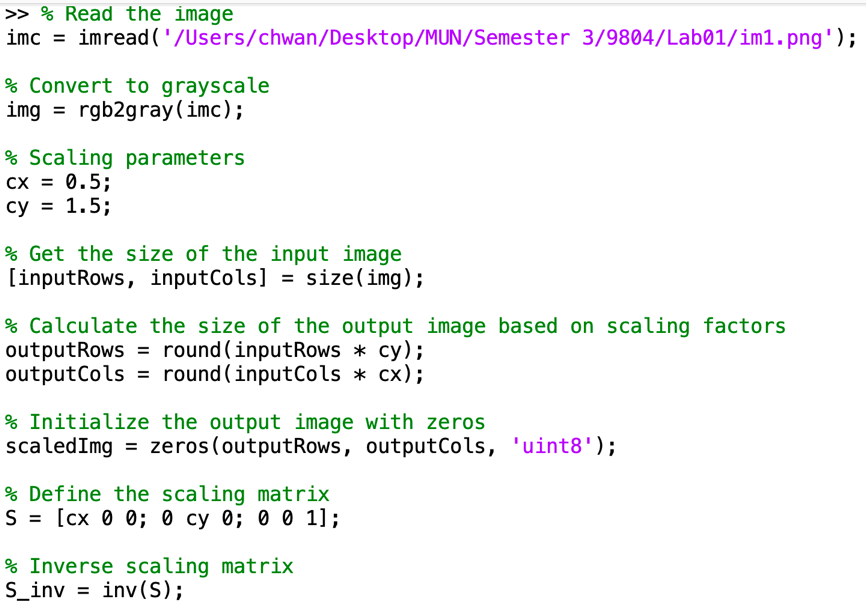 >> % Read the image
imc = imread('/Users/chwan/Desktop/MUN/Semester 3/9804/Lab01/im1.png');
% Convert to grayscale
img = rgb2gray(imc);
% Scaling parameters
cx = 0.5;
cy = 1.5;
% Get the size of the input image
[inputRows, inputCols] = size(img);
% Calculate the size of the output image based on scaling factors
outputRows = round(inputRows * cy);
outputCols = round(inputCols * cx);
% Initialize the output image with zeros
scaledImg = zeros(outputRows, outputCols, 'uint8');
% Define the scaling matrix
S = [cx 0 0; 0 cy 0; 0 0 1];
% Inverse scaling matrix
S_inv = inv(S);